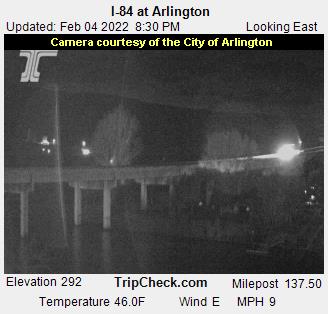 I-84 at Arlington
Updated: Feb 04 2022 8:30 PM Looking East
Camera courtesy of the City of Arlington
Elevation 292 TripCheck.com Milepost 137.50
Temperature 46.0F Wind E MPH 9